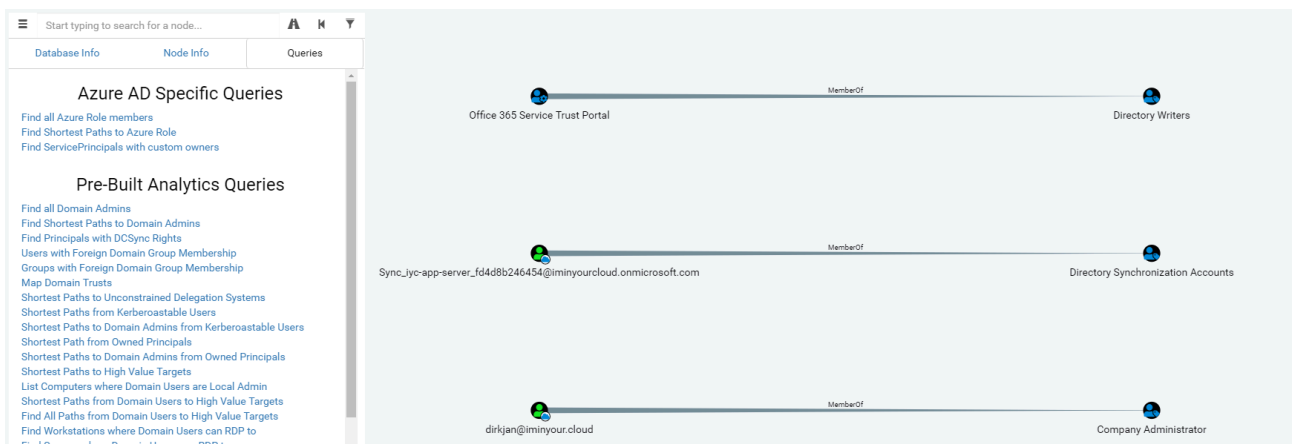 Start typing to search for a node...
Database Info
Node Info
Queries
Azure AD Specific Queries
Find all Azure Role members
Find Shortest Paths to Azure Role
Find ServicePrincipals with custom owners
Pre-Built Analytics Queries
Find all Domain Admins
Find Shortest Paths to Domain Admins
Find Principals with DCSync Rights
Users with Foreign Domain Group Membership
Groups with Foreign Domain Group Membership
Map Domain Trusts
Shortest Paths to Unconstrained Delegation Systems
Shortest Paths from Kerberoastable Users
Shortest Paths to Domain Admins from Kerberoastable Users
Shortest Path from Owned Principals
Shortest Paths to Domain Admins from Owned Principals
Shortest Paths to High Value Targets
List Computers where Domain Users are Local Admin
Shortest Paths from Domain Users to High Value Targets
Find All Paths from Domain Users to High Value Targets
Find Workstations where Domain Users can RDP to
MemberOf
Office 365 Service Trust Portal
Directory Writers
MemberOf
Sync_iyc-app-server_fd4d8b246454@iminyourcloud.onmicrosoft.com
Directory Synchronization Accounts
MemberOf
dirkjan@iminyour.cloud
Company Administrator